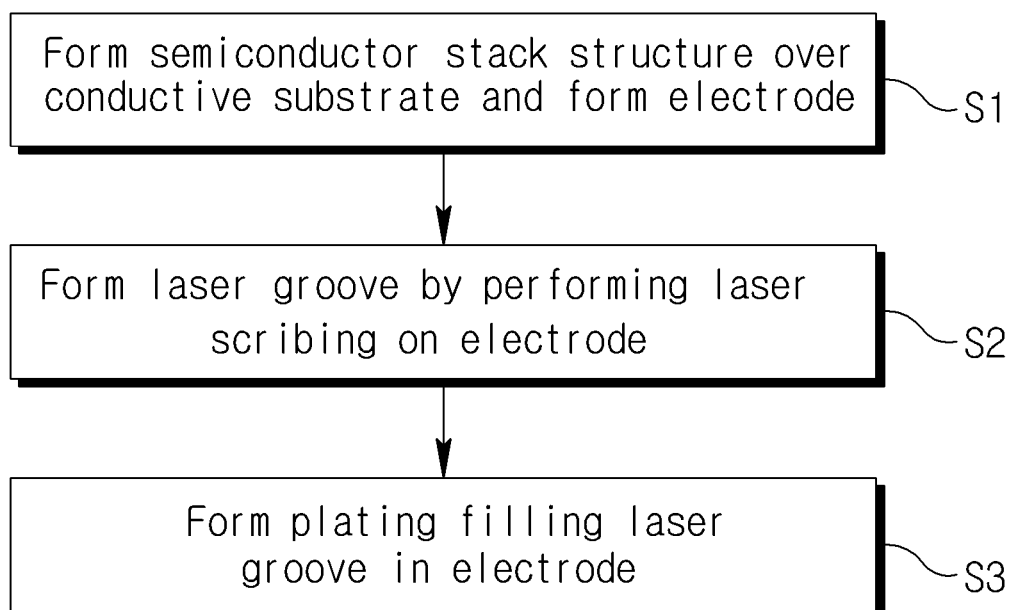 Form semiconductor stack structure over
conductive substrate and form electrode
S1
Form laser groove by performing laser
scribing on electrode
S2
Form plating filling laser
groove in electrode
S3